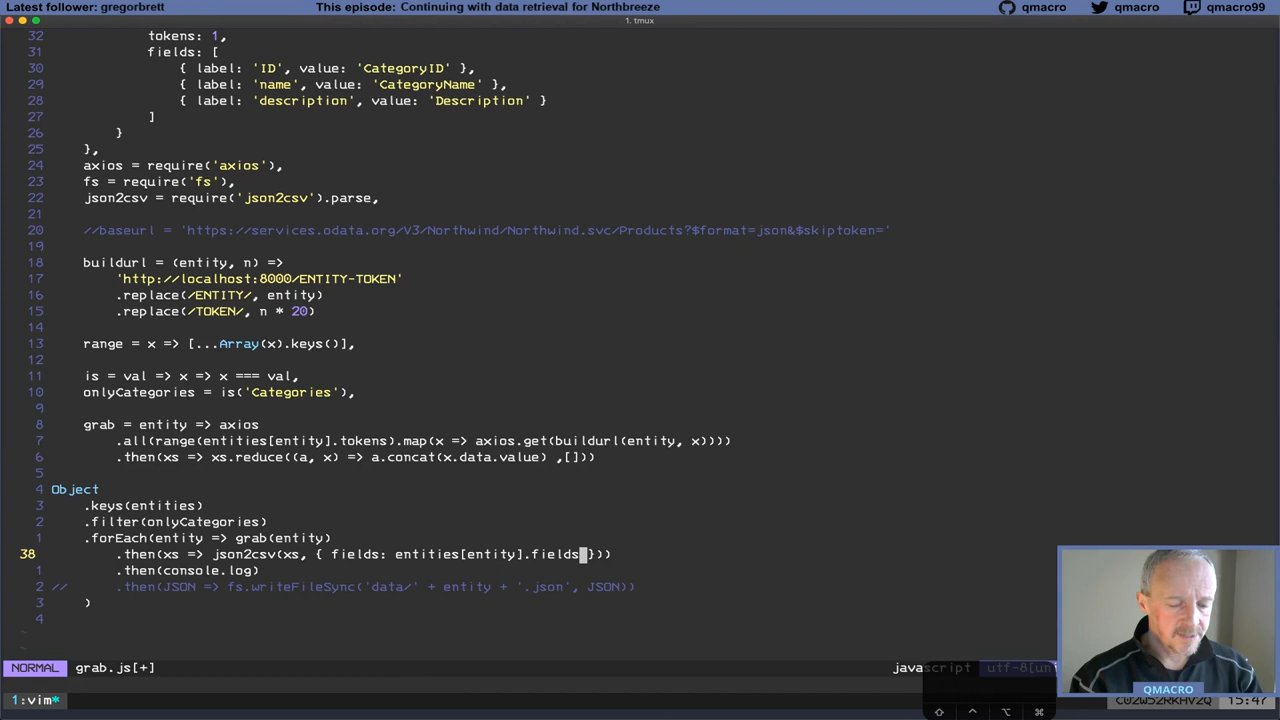 Latest follower: gregorbrett
This episode: Continuing with data retrieval for Northbreeze
qmacro qmacro qmacro99
1. tmux
32 tokens: 1,
31 fields: [
30 { label: 'ID', value: 'CategoryID' },
29 { label: 'name', value: 'CategoryName' },
28 { label: 'description', value: 'Description' }
27 ]
26 }
25 },
24 axios = require('axios'),
23 fs = require('fs'),
22 json2csv = require('json2csv').parse,
21
20 //baseurl = 'https://services.odata.org/V3/Northwind/Northwind.svc/Products?$format=json&$skiptoken='
19
18 buildurl = (entity, n) =>
17 'http://localhost:8000/ENTITY-TOKEN'
16 .replace(/ENTITY/, entity)
15 .replace(/TOKEN/, n * 20)
14
13 range = x => [...Array(x).keys()],
12
11 is = val => x => x === val,
10 onlyCategories = is('Categories'),
9
8 grab = entity => axios
7 .all(range(entities[entity].tokens).map(x => axios.get(buildurl(entity, x))))
6 .then(xs => xs.reduce((a, x) => a.concat(x.data.value) ,[]))
5
4 Object
3 .keys(entities)
2 .filter(onlyCategories)
1 .forEach(entity => grab(entity)
38 .then(xs => json2csv(xs, { fields: entities[entity].fields }))
1 .then(console.log)
2 // .then(JSON => fs.writeFileSync('data/' + entity + '.json', JSON))
3 )
4
~
~
NORMAL grab.js[+] javascript utf-8[un
1:vim* C02W52RKHV2Q 15:47
QMACRO